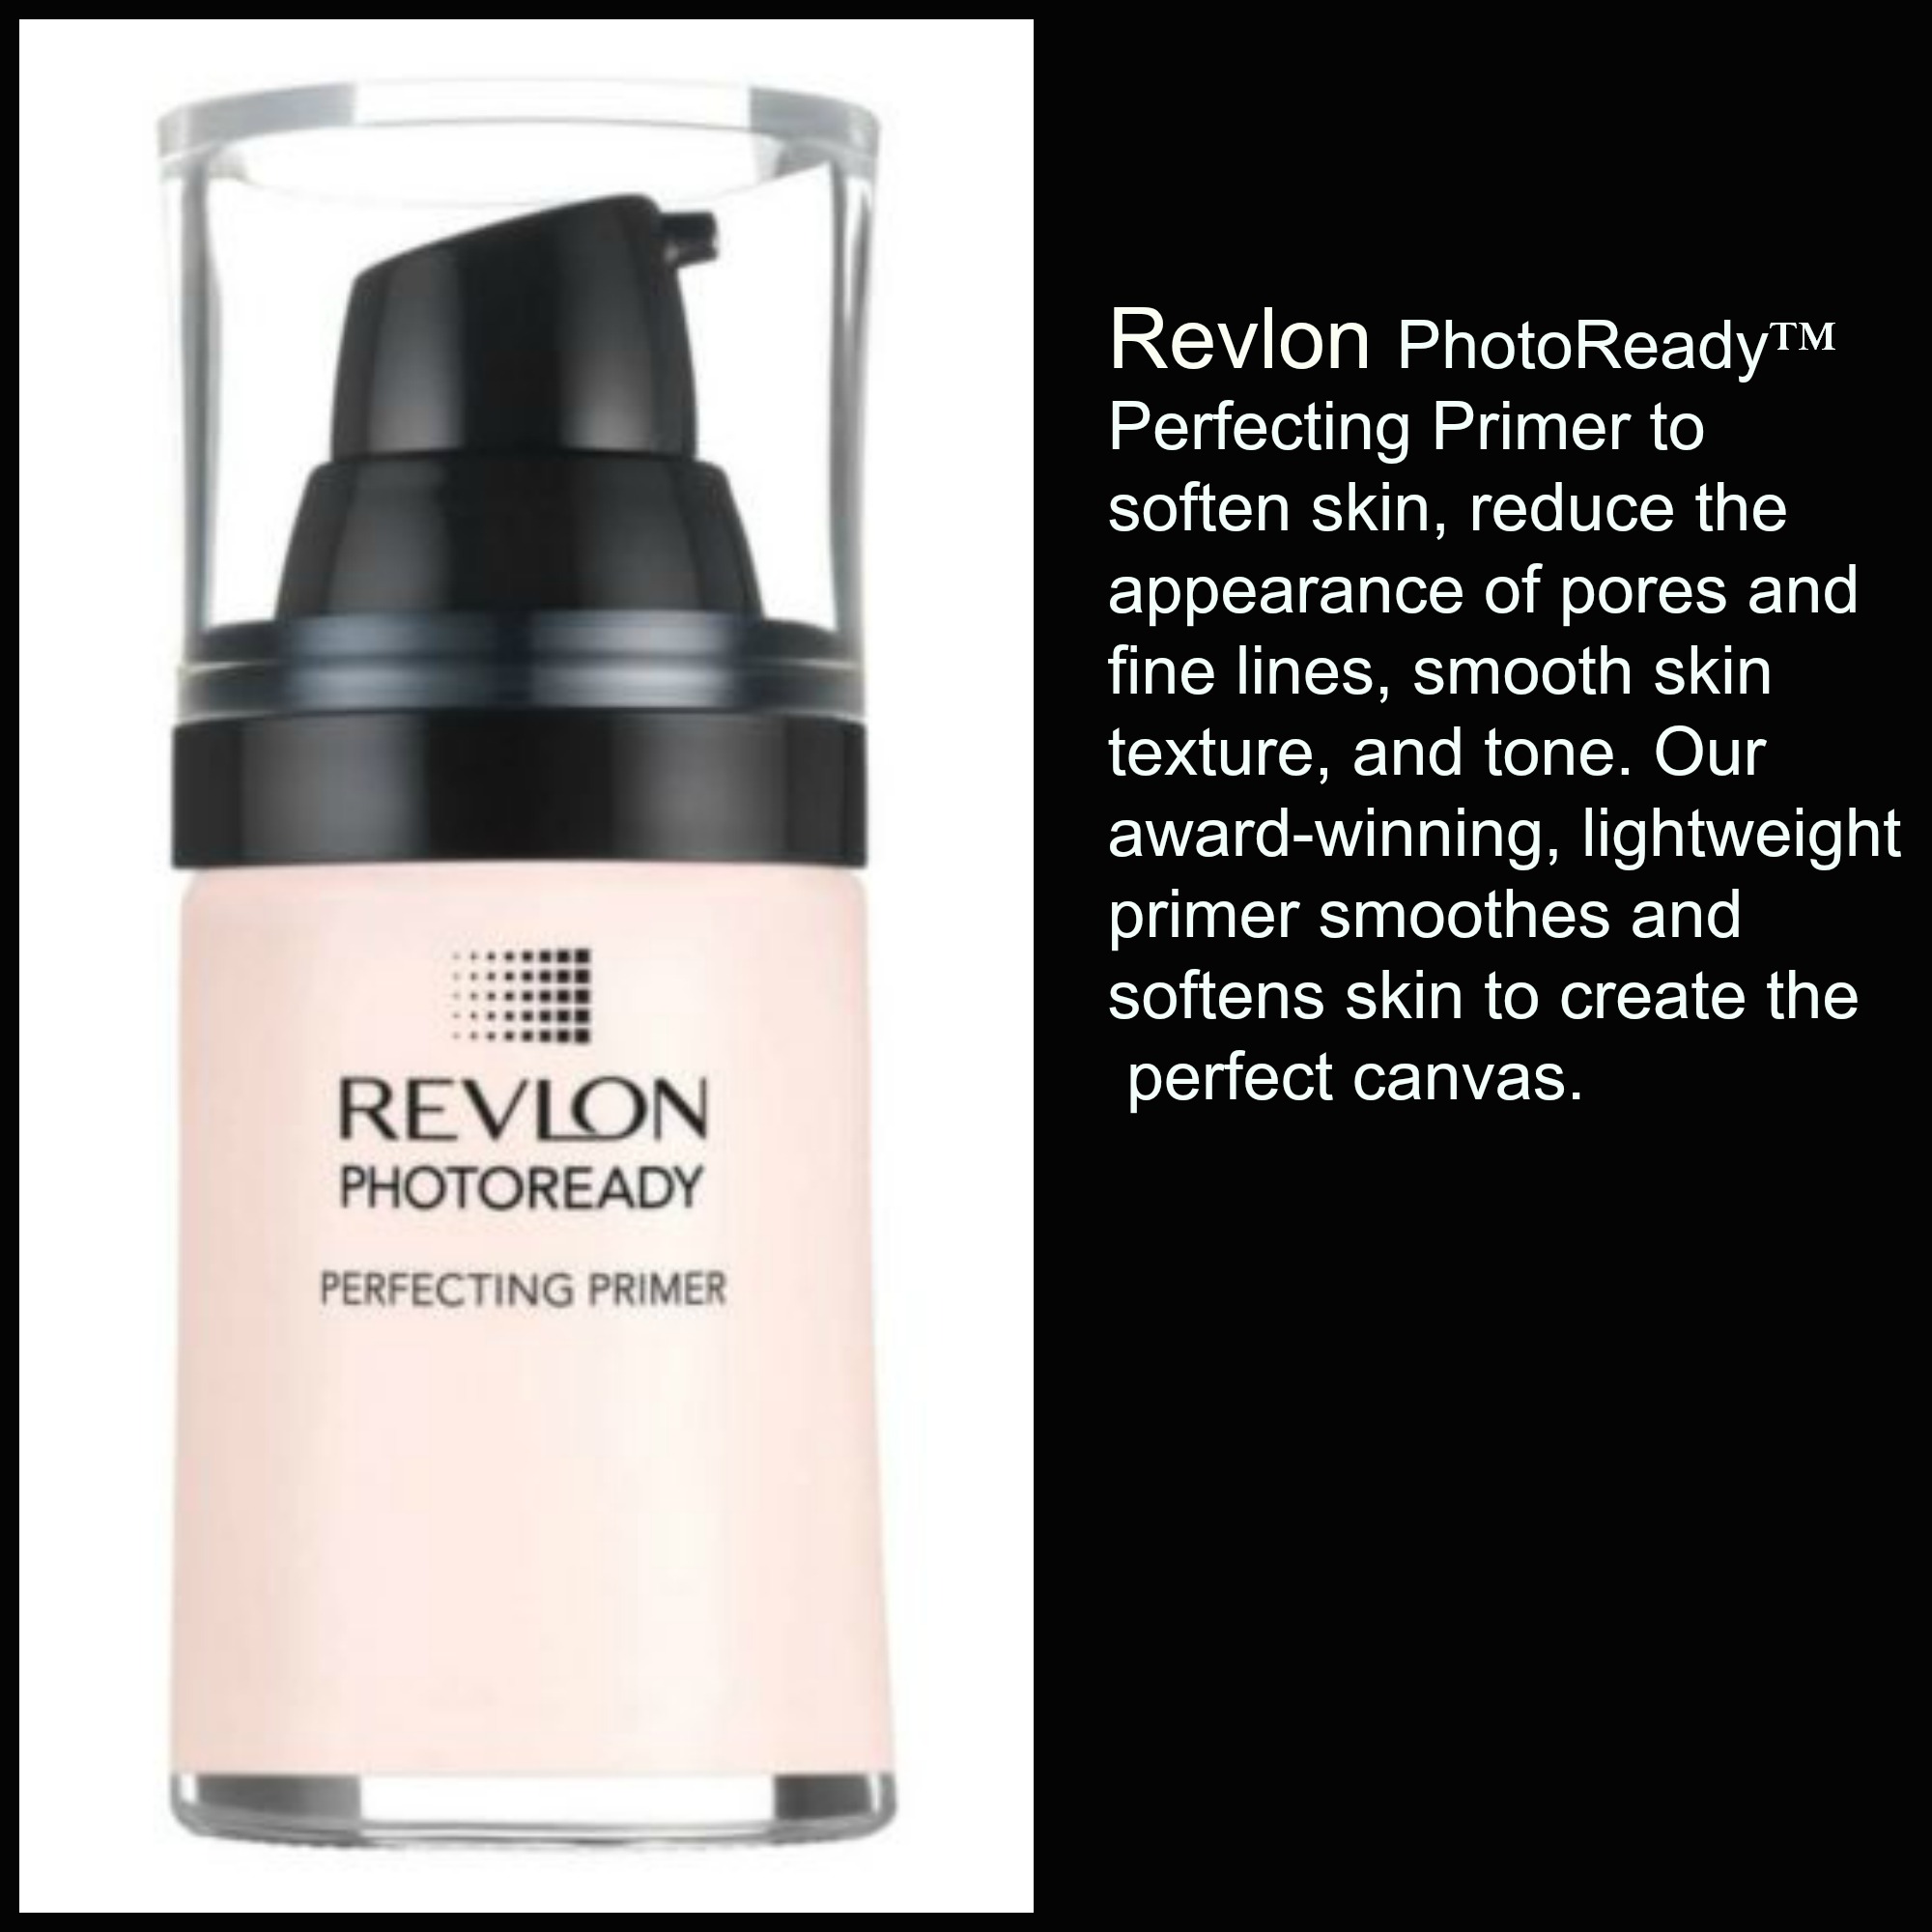 REVLON
PHOTOREADY
PERFECTING PRIMER
Revlon PhotoReady™
Perfecting Primer to
soften skin, reduce the
appearance of pores and
fine lines, smooth skin
texture, and tone. Our
award-winning, lightweight
primer smoothes and
softens skin to create the
perfect canvas.